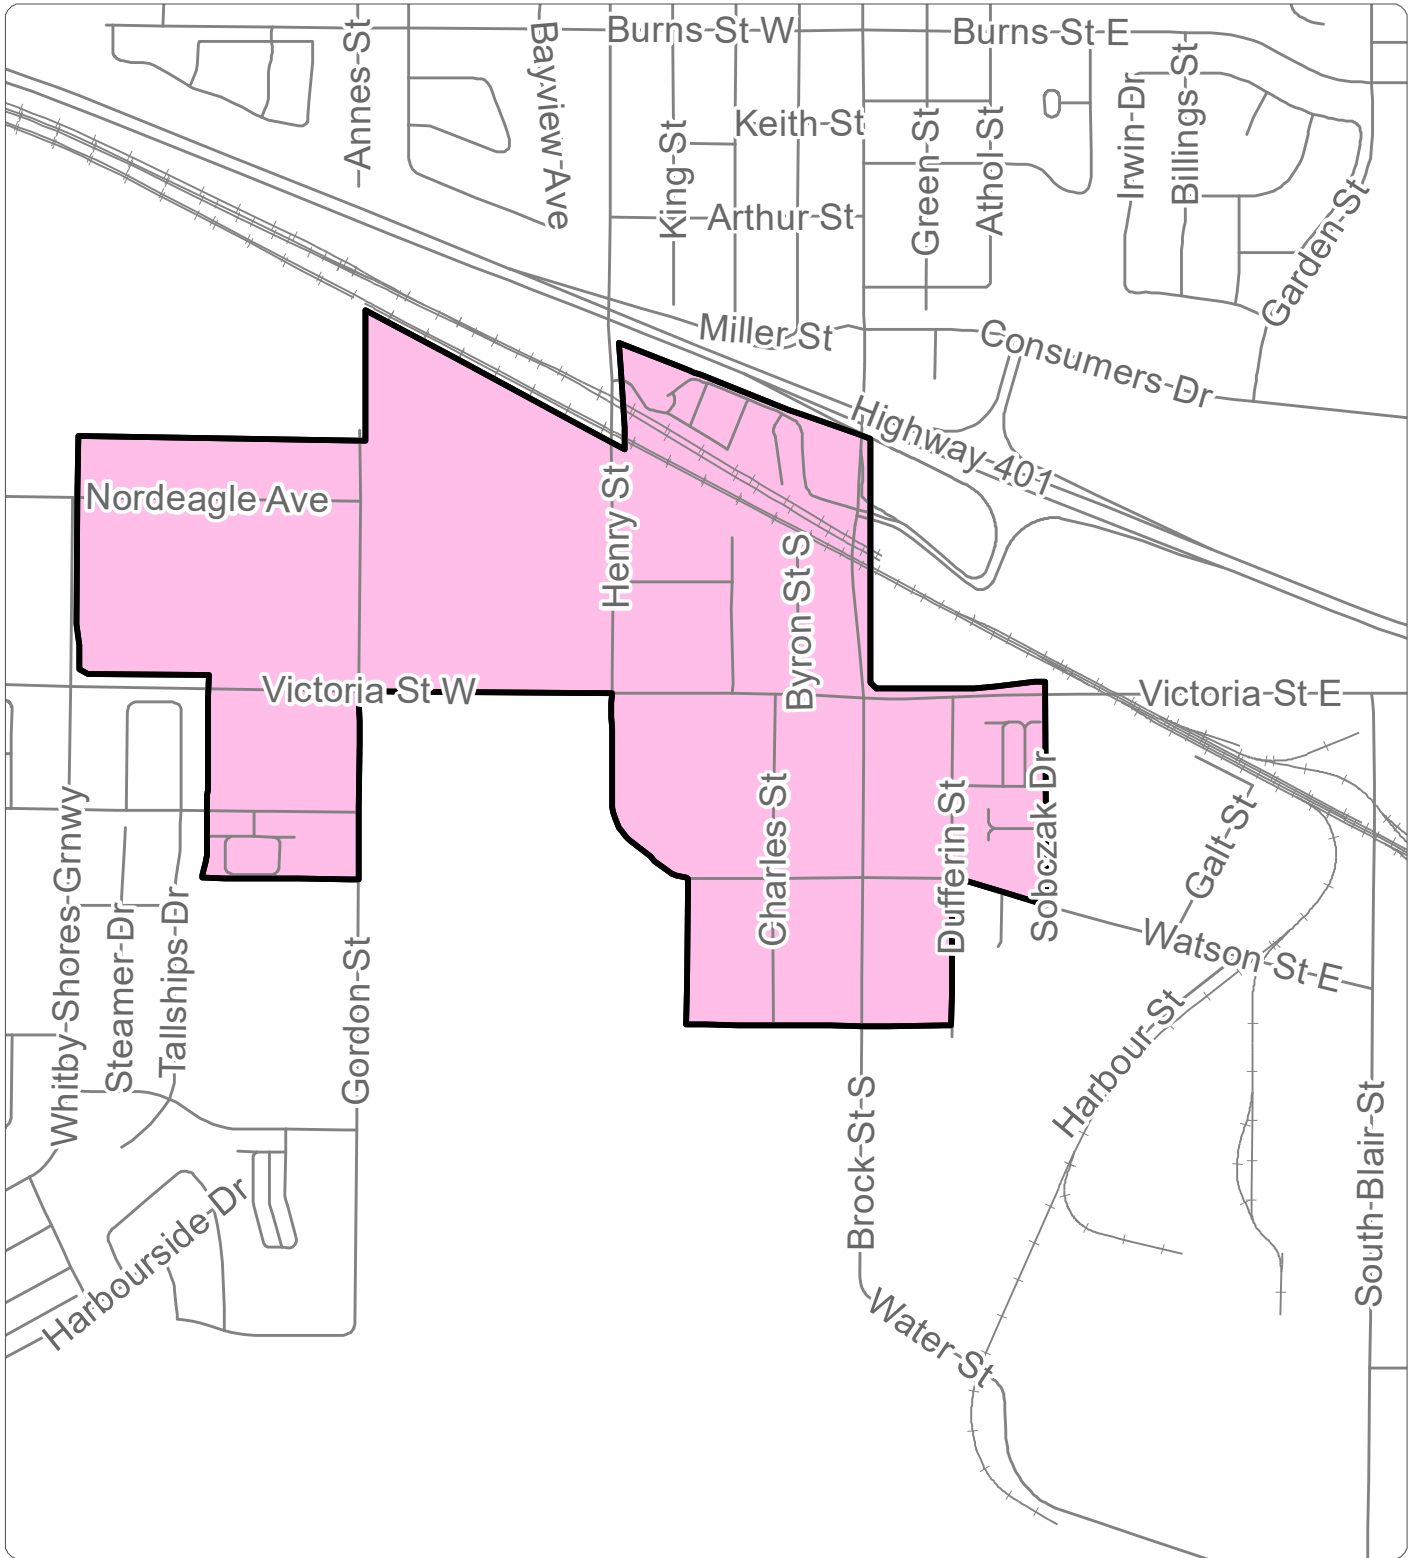 Burns St W
Burns St E
Annes St
Bayview Ave
King St
Keith St
Green St
Athol St
Irwin Dr
Billings St
Arthur St
Garden St
Miller St
Consumers Dr
Highway 401
Nordeagle Ave
Henry St
Byron St S
Victoria St W
Victoria St E
Charles St
Dufferin St
Sobczak Dr
Galt St
Whitby Shores Grnwy
Steamer Dr
Tallships Dr
Gordon St
Watson St E
Harbour St
Brock St S
South Blair St
Harbourside Dr
Water St